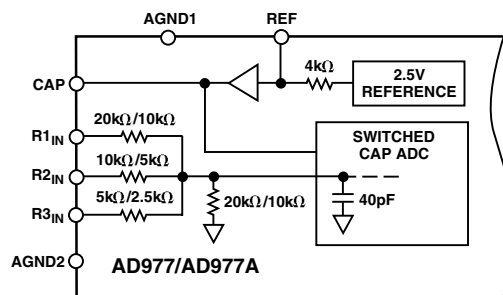 AGND1
REF
CAP
4kΩ
2.5V
REFERENCE
20kΩ/10kΩ
R1IN
SWITCHED
CAP ADC
10kΩ/5kΩ
R2IN
5kΩ/2.5kΩ
R3IN
20kΩ/10kΩ
40pF
AGND2
AD977/AD977A